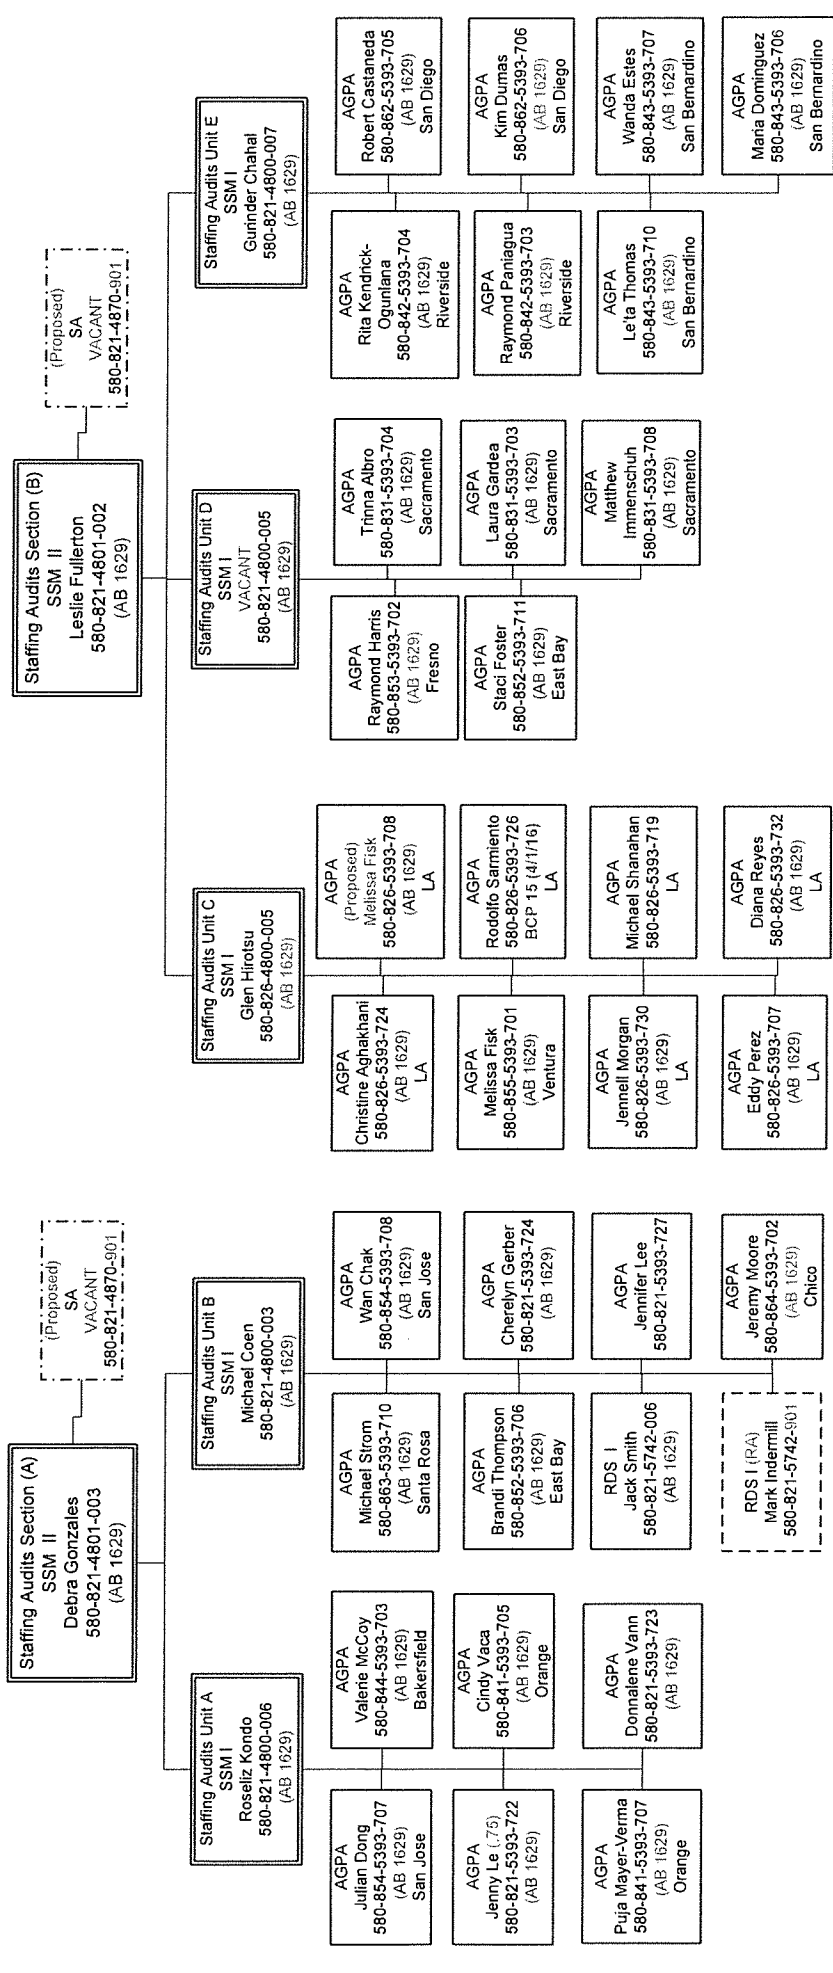 Staffing Audits Section (A)
SSM II
Debra Gonzales
580-821-4801-003
(AB 1629)
(Proposed)
SA
VACANT
580-821-4870-901
Staffing Audits Unit A
SSM I
Roseliz Kondo
580-821-4800-006
(AB 1629)
AGPA
Julian Dong
580-854-5393-707
(AB 1629)
San Jose
AGPA
Valerie McCoy
580-844-5393-703
(AB 1629)
Bakersfield
AGPA
Jenny Le (.75)
580-821-5393-722
(AB 1629)
AGPA
Cindy Vaca
580-841-5393-705
(AB 1629)
Orange
AGPA
Puja Mayer-Verma
580-841-5393-707
(AB 1629)
Orange
AGPA
Donnalene Vann
580-821-5393-723
(AB 1629)
Staffing Audits Unit B
SSM I
Michael Coen
580-821-4800-003
(AB 1629)
AGPA
Michael Strom
580-863-5393-710
(AB 1629)
Santa Rosa
AGPA
Wan Chak
580-854-5393-708
(AB 1629)
San Jose
AGPA
Brandi Thompson
580-852-5393-706
(AB 1629)
East Bay
AGPA
Cherelyn Gerber
580-821-5393-724
(AB 1629)
RDS I
Jack Smith
580-821-5742-006
(AB 1629)
AGPA
Jennifer Lee
580-821-5393-727
RDS I (RA)
Mark Indermill
580-821-5742-901
AGPA
Jeremy Moore
580-864-5393-702
(AB 1629)
Chico
Staffing Audits Section (B)
SSM II
Leslie Fullerton
580-821-4801-002
(AB 1629)
(Proposed)
SA
VACANT
580-821-4870-901
Staffing Audits Unit C
SSM I
Glen Hirotsu
580-826-4800-005
(AB 1629)
AGPA
Christine Aghakhani
580-826-5393-724
(AB 1629)
LA
AGPA
(Proposed)
Melissa Fisk
580-826-5393-708
(AB 1629)
LA
AGPA
Melissa Fisk
580-855-5393-701
(AB 1629)
Ventura
AGPA
Rodolfo Sarmiento
580-826-5393-726
BCP 15 (4/1/16)
LA
AGPA
Jennell Morgan
580-826-5393-730
(AB 1629)
LA
AGPA
Michael Shanahan
580-826-5393-719
LA
AGPA
Eddy Perez
580-826-5393-707
(AB 1629)
LA
AGPA
Diana Reyes
580-826-5393-732
(AB 1629)
LA
Staffing Audits Unit D
SSM I
VACANT
580-821-4800-005
(AB 1629)
AGPA
Raymond Harris
580-853-5393-702
(AB 1629)
Fresno
AGPA
Trinna Albro
580-831-5393-704
(AB 1629)
Sacramento
AGPA
Staci Foster
580-852-5393-711
(AB 1629)
East Bay
AGPA
Laura Gardea
580-831-5393-703
(AB 1629)
Sacramento
AGPA
Matthew
Immenschuh
580-831-5393-708
(AB 1629)
Sacramento
Staffing Audits Unit E
SSM I
Gurinder Chahal
580-821-4800-007
(AB 1629)
AGPA
Rita Kendrick-
Ogunlana
580-842-5393-704
(AB 1629)
Riverside
AGPA
Robert Castaneda
580-862-5393-705
(AB 1629)
San Diego
AGPA
Raymond Paniagua
580-842-5393-703
(AB 1629)
Riverside
AGPA
Kim Dumas
580-862-5393-706
(AB 1629)
San Diego
AGPA
Le'ta Thomas
580-843-5393-710
(AB 1629)
San Bernardino
AGPA
Wanda Estes
580-843-5393-707
(AB 1629)
San Bernardino
AGPA
Maria Dominguez
580-843-5393-706
(AB 1629)
San Bernardino